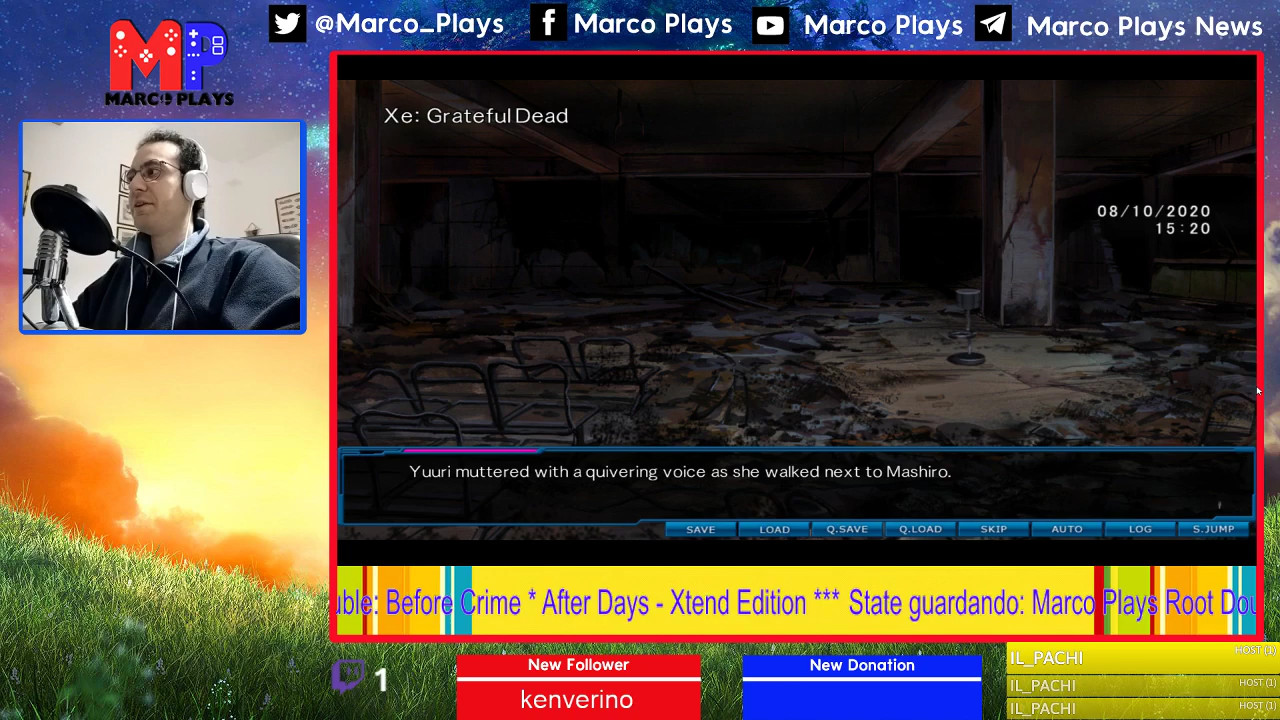 @Marco_Plays
Marco Plays
Marco Plays
Marco Plays News
MP
MARCO PLAYS
Xe: Grateful Dead
08/10/2020
15:20
Yuuri muttered with a quivering voice as she walked next to Mashiro.
SAVE
LOAD
Q.SAVE
Q.LOAD
SKIP
AUTO
LOG
S.JUMP
uble: Before Crime * After Days - Xtend Edition *** State guardando: Marco Plays Root Dou
1
New Follower
kenverino
New Donation
IL_PACHI
HOST (1)
IL_PACHI
HOST (1)
IL_PACHI
HOST (1)